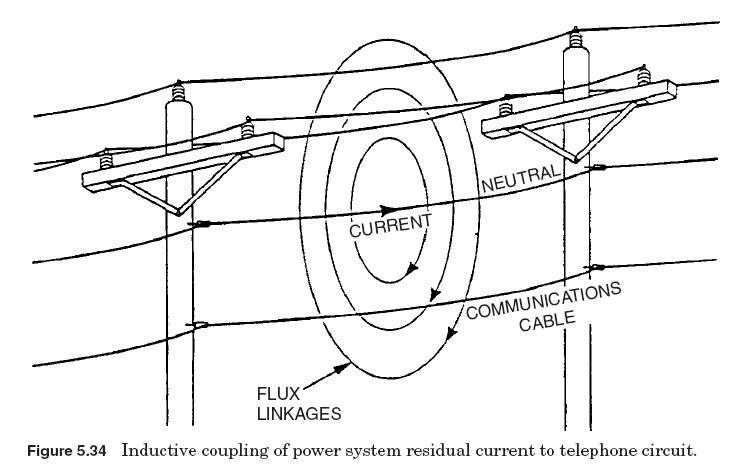 NEUTRAL
CURRENT
COMMUNICATIONS
CABLE
FLUX
LINKAGES
Figure 5.34 Inductive coupling of power system residual current to telephone circuit.